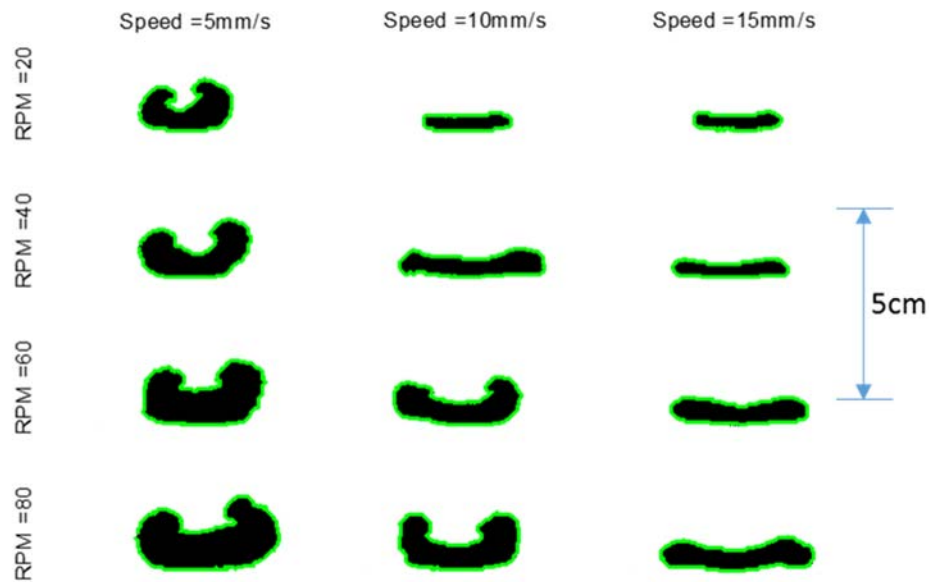 Speed =5mm/s
Speed =10mm/s
Speed =15mm/s
RPM =20
RPM =40
5cm
RPM =60
RPM =80